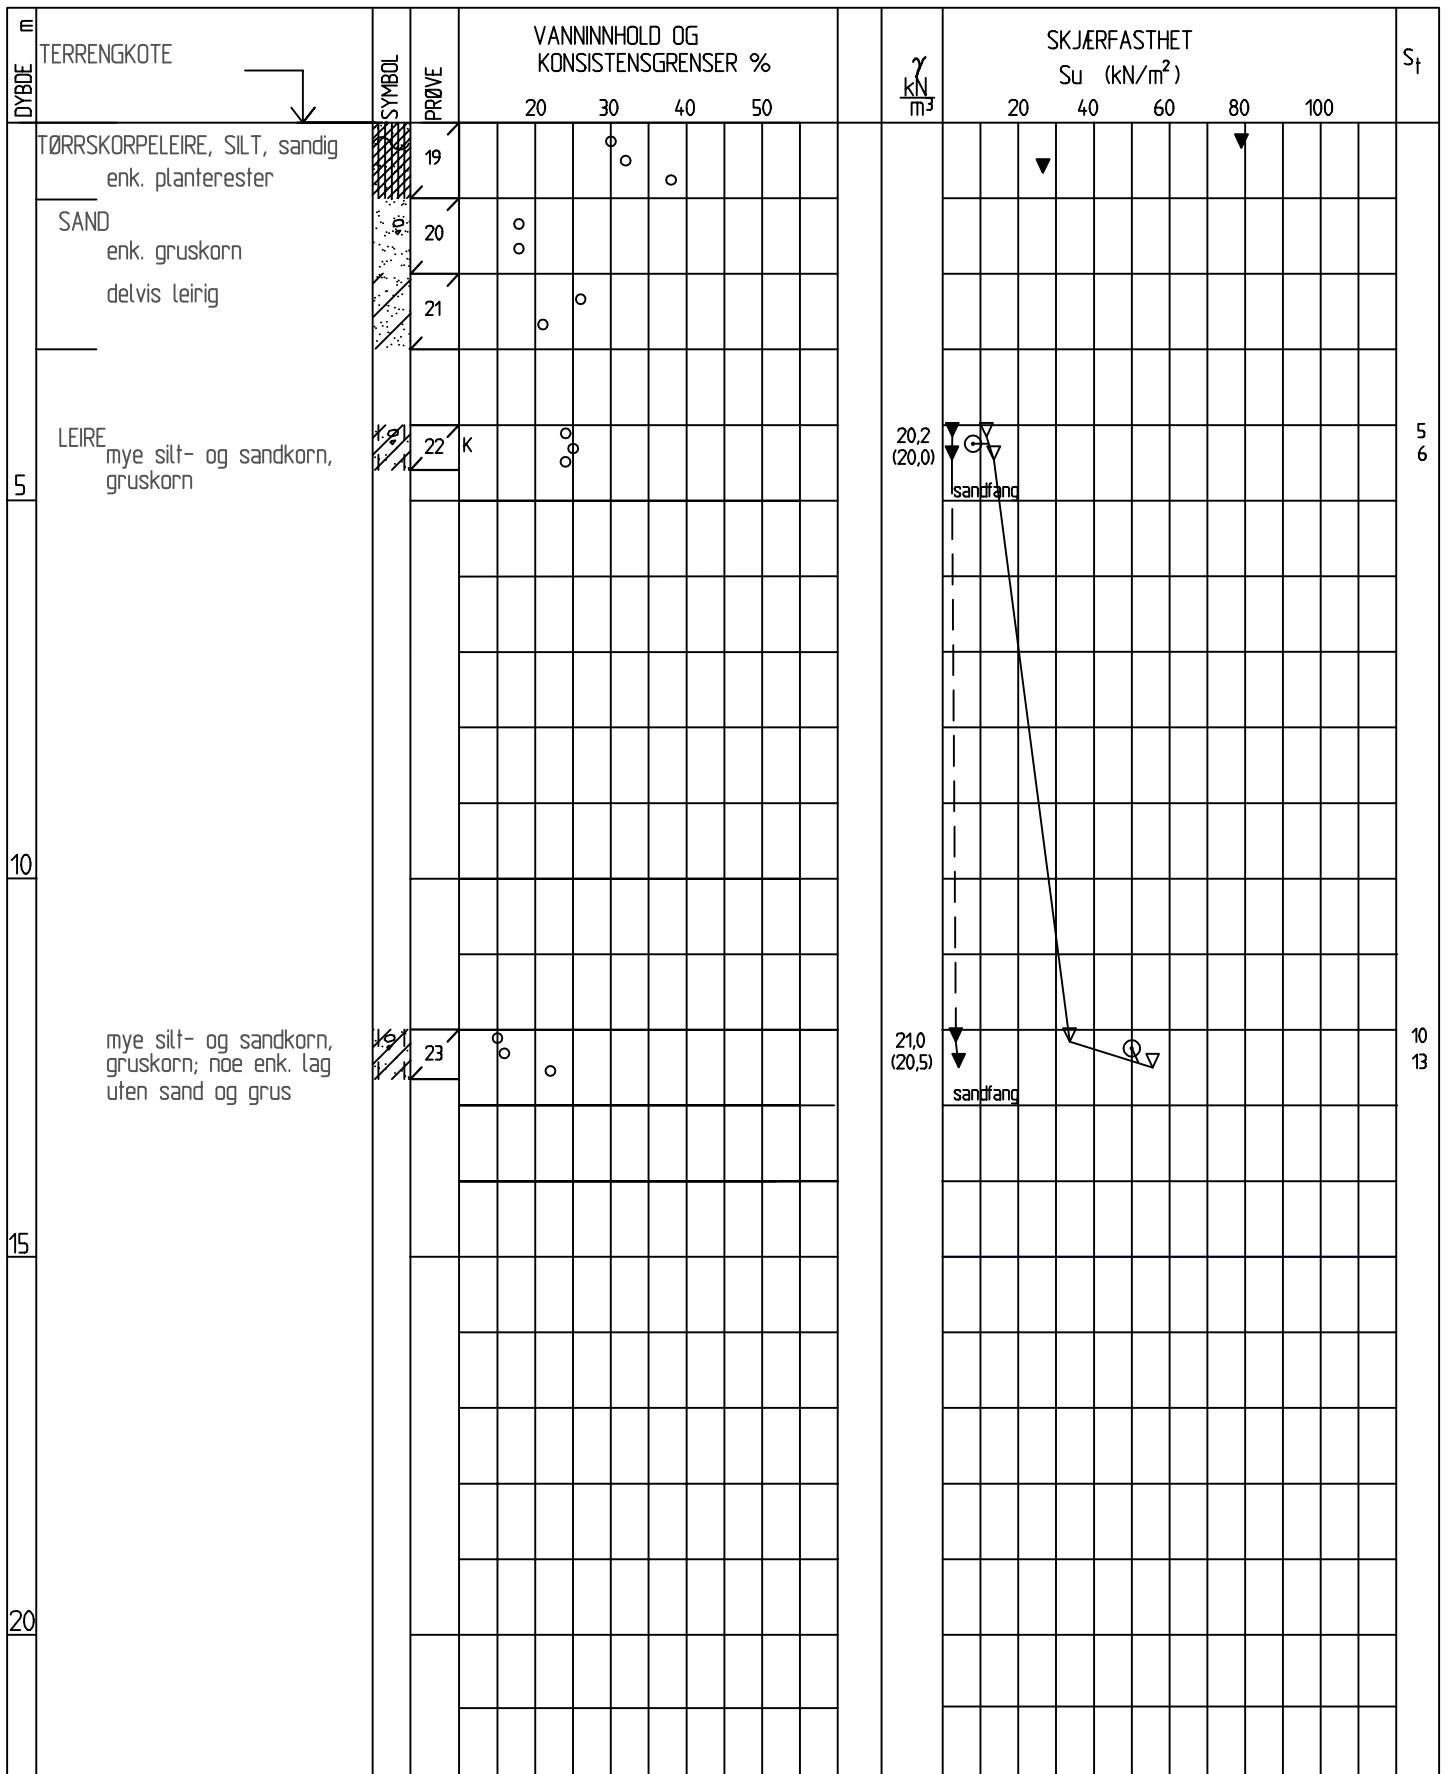 DYBDE m
TERRENGKOTE
SYMBOL
PRØVE
VANNINNHOLD OG
KONSISTENSGRENSER %
20 30 40 50
γ
kN
m³
SKJÆRFASTHET
Su (kN/m²)
20 40 60 80 100
St
TØRRSKORPELEIRE, SILT, sandig
enk. planterester
19
SAND
enk. gruskorn
20
delvis leirig
21
LEIRE
mye silt- og sandkorn,
gruskorn
22 K
20,2
(20,0)
5
6
sandfang
5
10
mye silt- og sandkorn,
gruskorn; noe enk. lag
uten sand og grus
23
21,0
(20,5)
10
13
sandfang
15
20